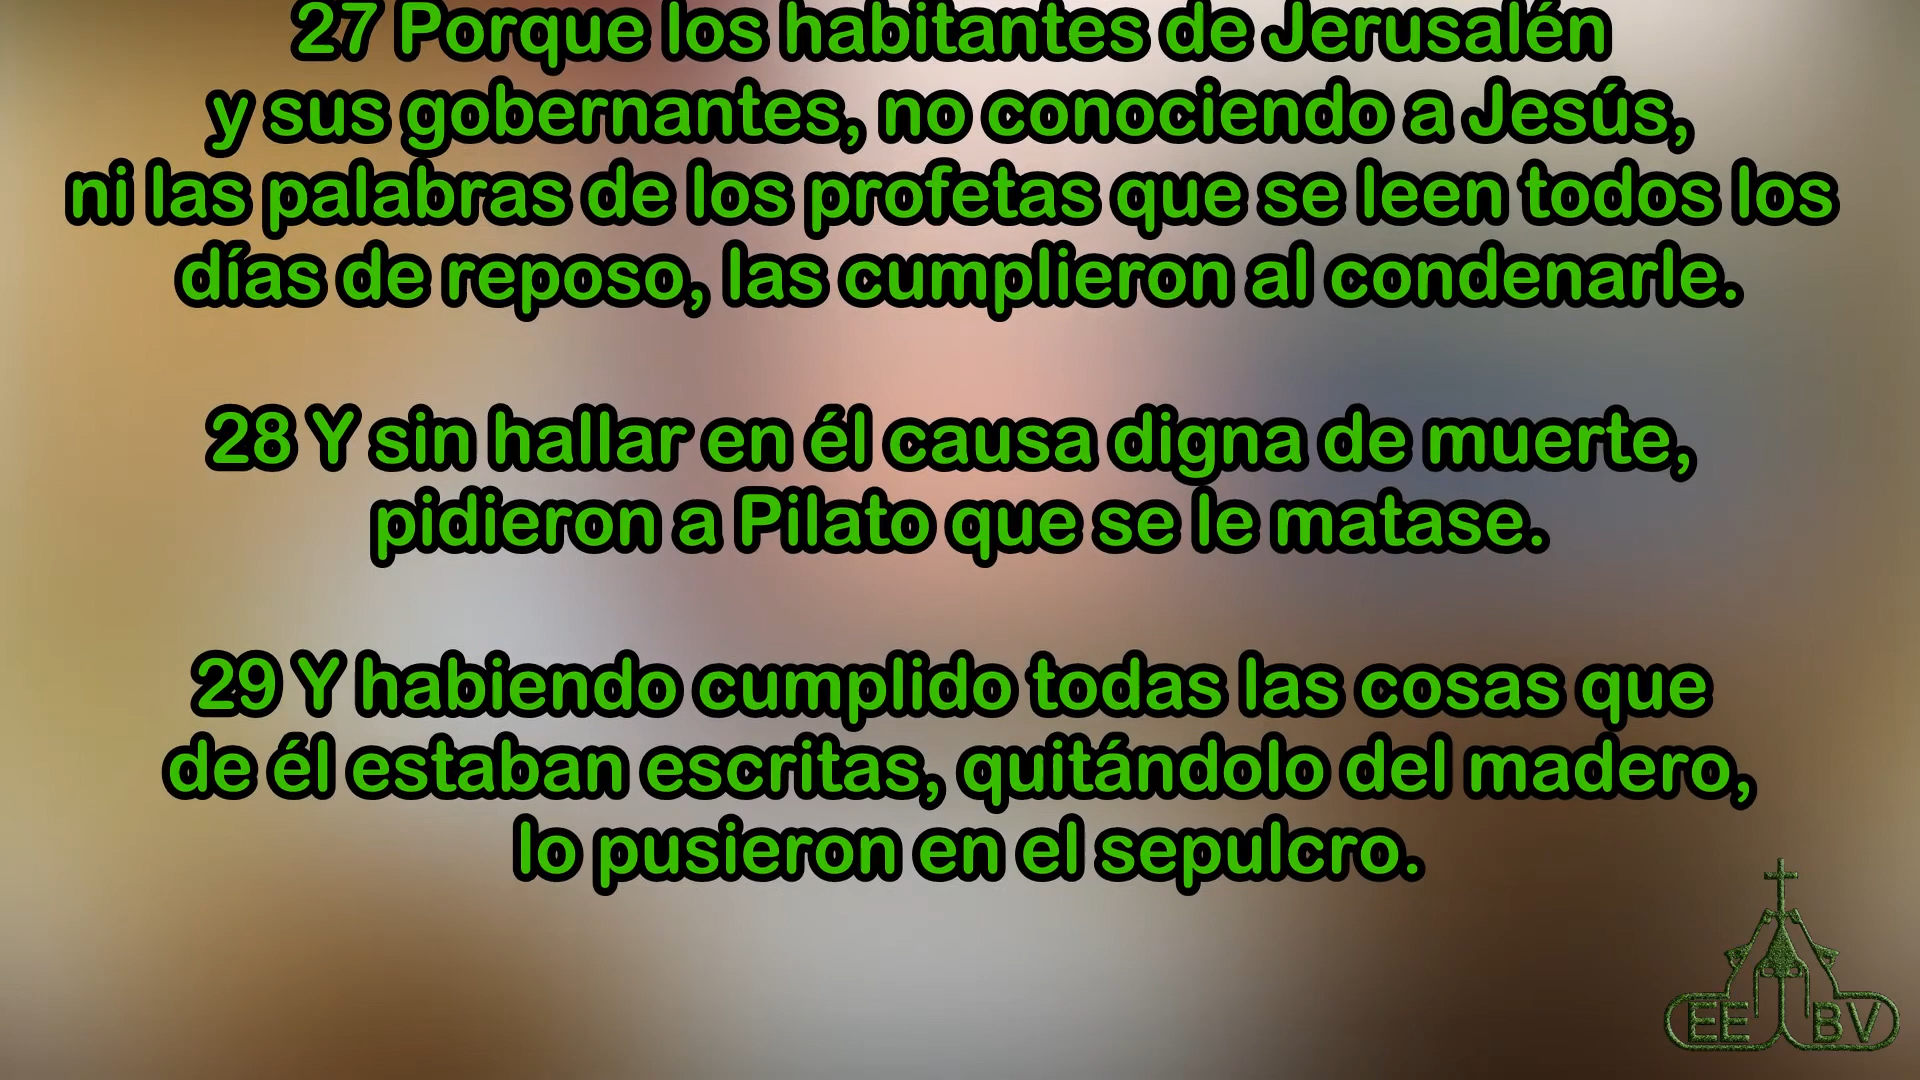 27 Porque los habitantes de Jerusalén
y sus gobernantes, no conociendo a Jesús,
ni las palabras de los profetas que se leen todos los
días de reposo, las cumplieron al condenarle.
28 Y sin hallar en él causa digna de muerte,
pidieron a Pilato que se le matase.
29 Y habiendo cumplido todas las cosas que
de él estaban escritas, quitándolo del madero,
lo pusieron en el sepulcro.
EE BV